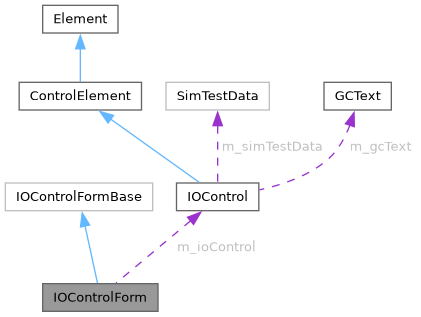 Element
ControlElement
SimTestData
GCText
m_simTestData
m_gcText
IOControlFormBase
IOControl
m_ioControl
IOControlForm